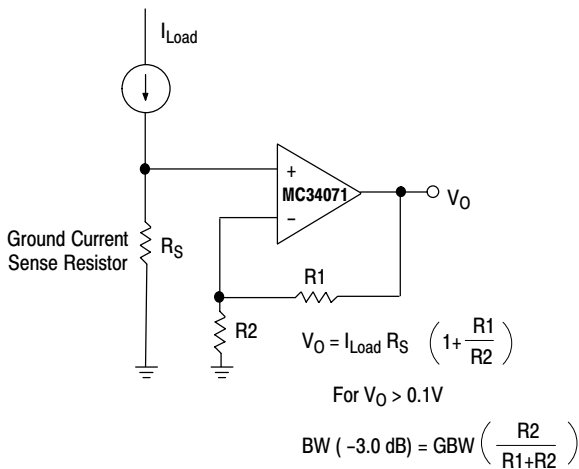 I_Load
+
MC34071
−
V_O
Ground Current
Sense Resistor
R_S
R1
R2
V_O = I_Load R_S (1+ R1/R2)
For V_O > 0.1V
BW ( −3.0 dB) = GBW ( R2/R1+R2 )